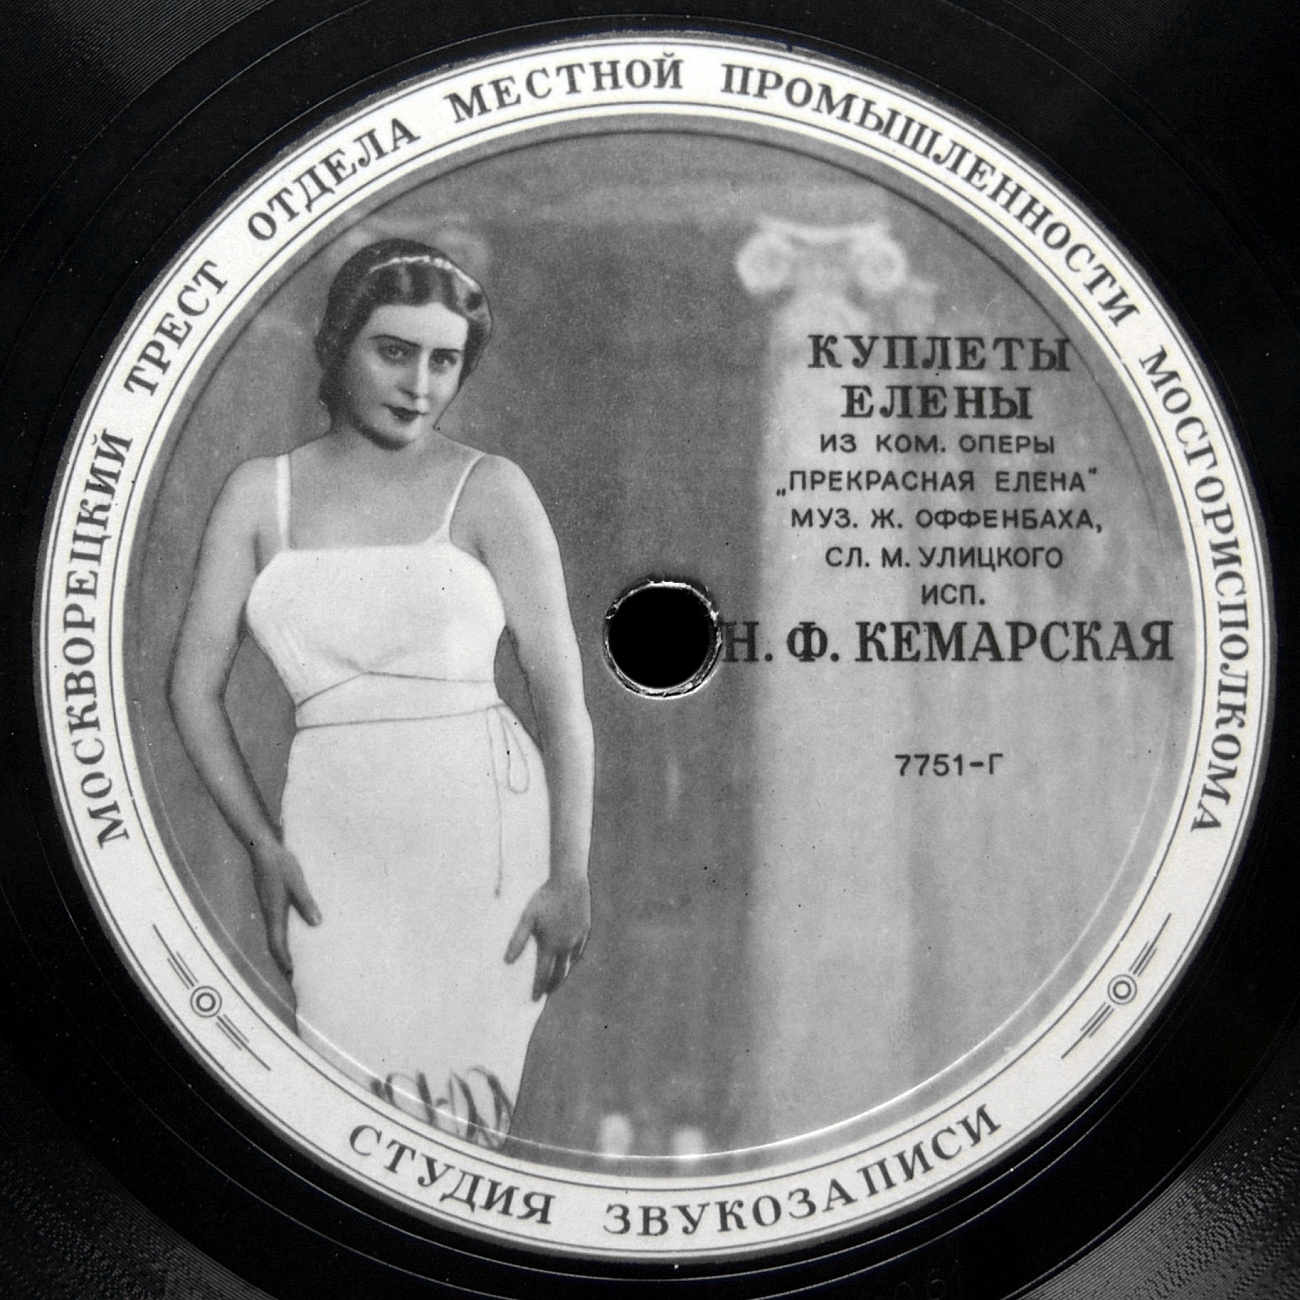 МОСКВОРЕЦКИЙ ТРЕСТ ОТДЕЛА МЕСТНОЙ ПРОМЫШЛЕННОСТИ МОСГОРИСПОЛКОМА
КУПЛЕТЫ
ЕЛЕНЫ
ИЗ КОМ. ОПЕРЫ
„ПРЕКРАСНАЯ ЕЛЕНА“
МУЗ. Ж. ОФФЕНБАХА,
СЛ. М. УЛИЦКОГО
ИСП.
Н. Ф. КЕМАРСКАЯ
7751-Г
СТУДИЯ ЗВУКОЗАПИСИ